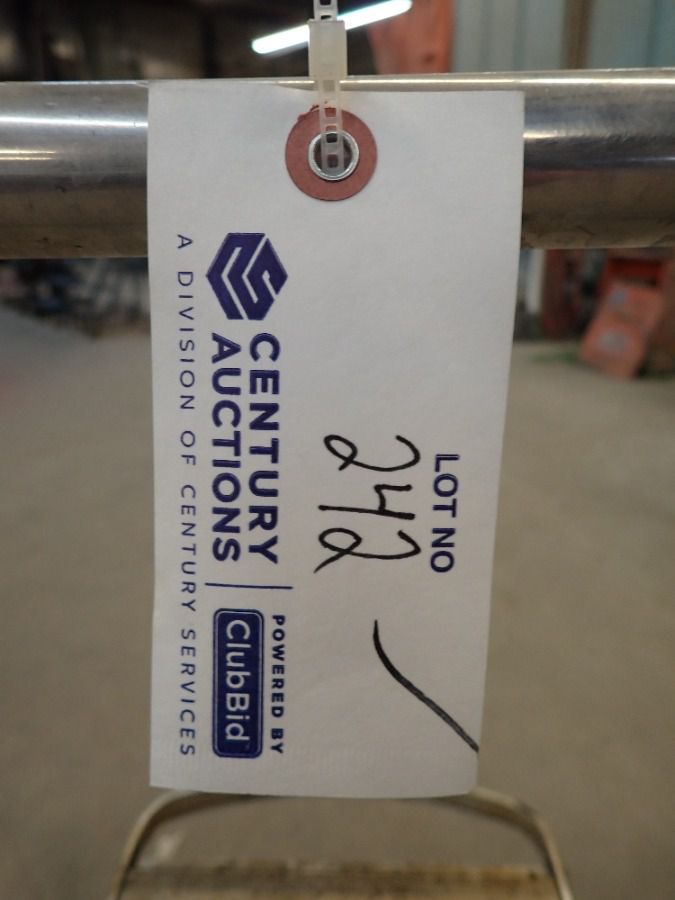 LOT NO
242
CENTURY
AUCTIONS
POWERED BY
ClubBid
A DIVISION OF CENTURY SERVICES